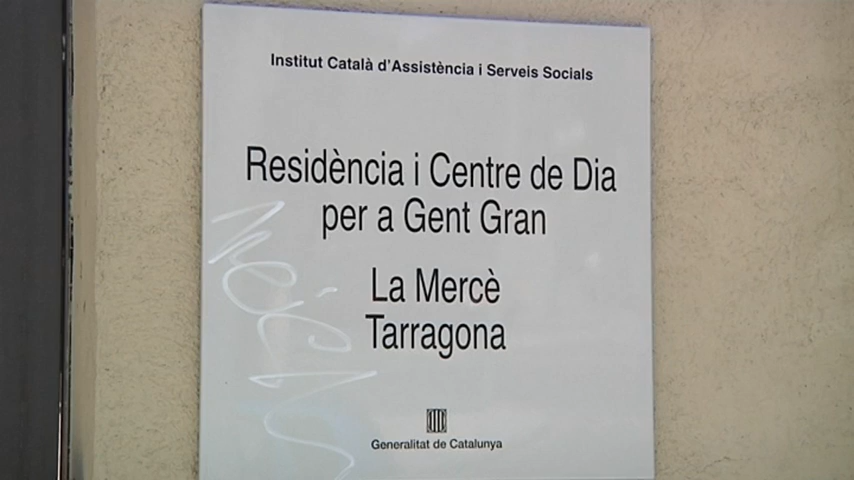 Institut Català d'Assistència i Serveis Socials
Residència i Centre de Dia
per a Gent Gran
La Mercè
Tarragona
Generalitat de Catalunya